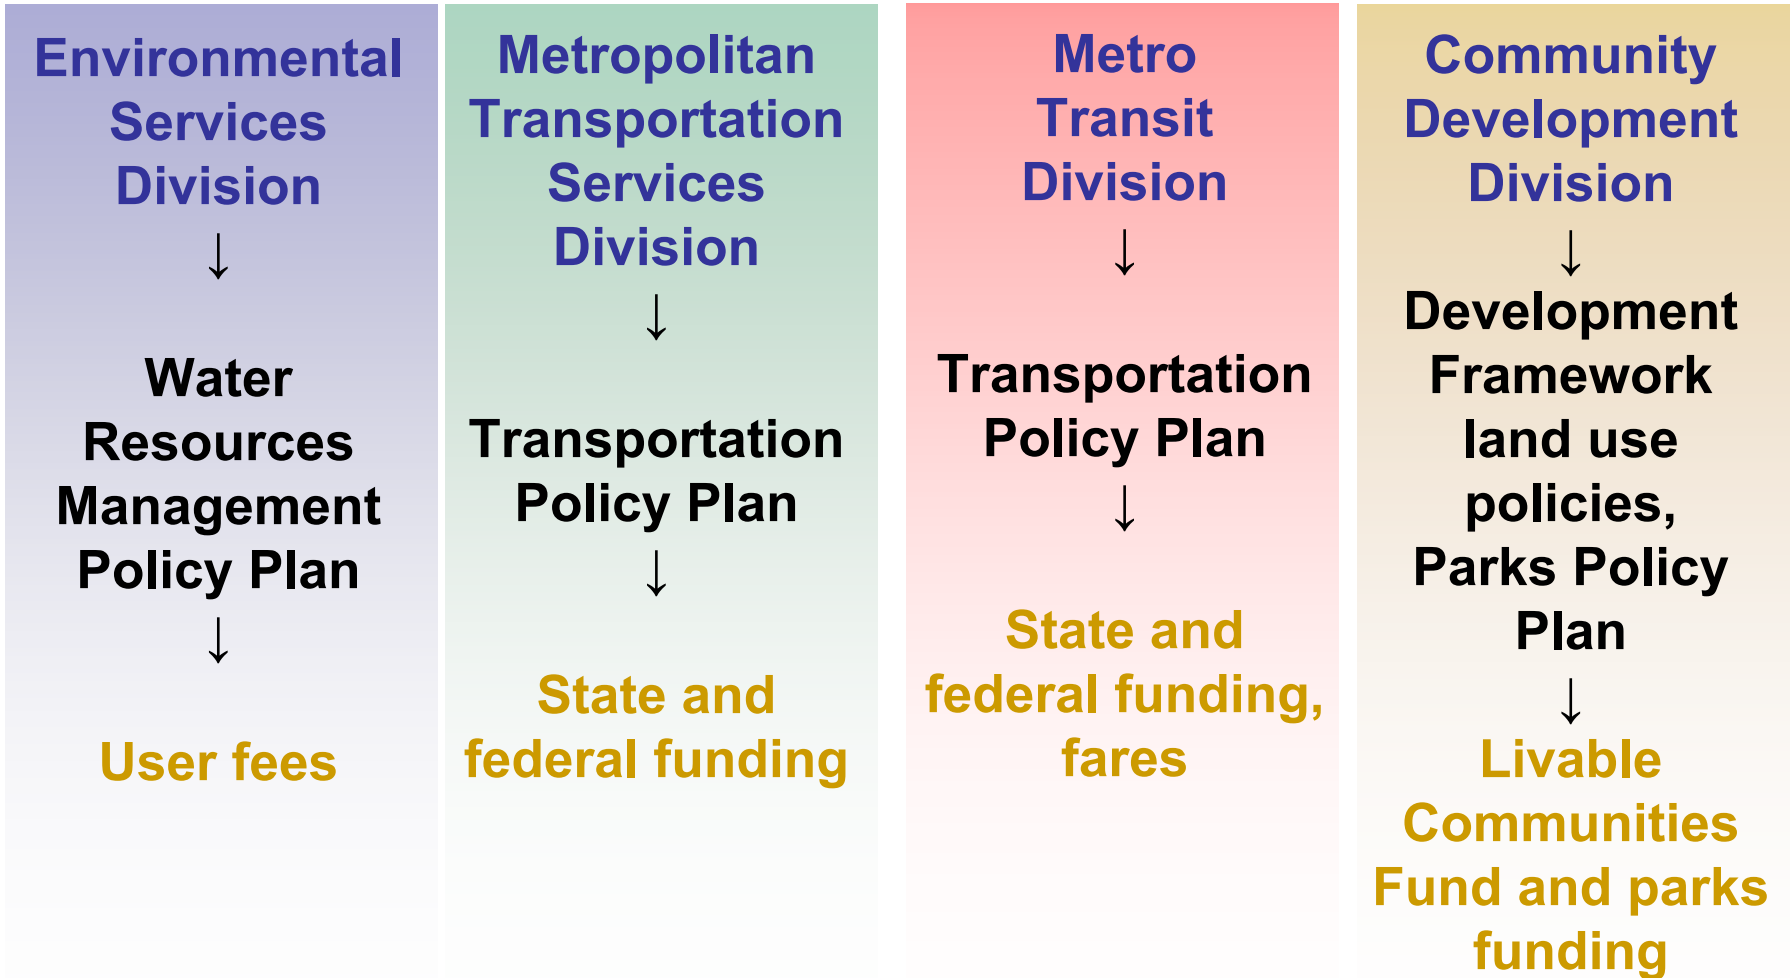 Environmental
Services
Division
↓
Water
Resources
Management
Policy Plan
↓
User fees
Metropolitan
Transportation
Services
Division
↓
Transportation
Policy Plan
↓
State and
federal funding
Metro
Transit
Division
↓
Transportation
Policy Plan
↓
State and
federal funding,
fares
Community
Development
Division
↓
Development
Framework
land use
policies,
Parks Policy
Plan
↓
Livable
Communities
Fund and parks
funding